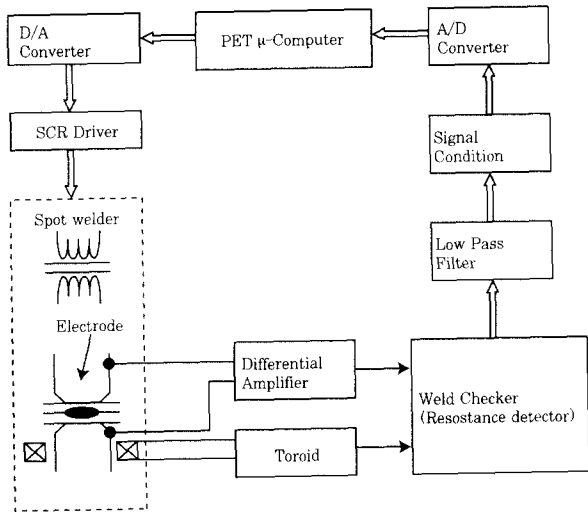 D/A
Converter
PET μ-Computer
A/D
Converter
SCR Driver
Signal
Condition
Spot welder
Low Pass
Filter
Electrode
Differential
Amplifier
Weld Checker
(Resostance detector)
Toroid